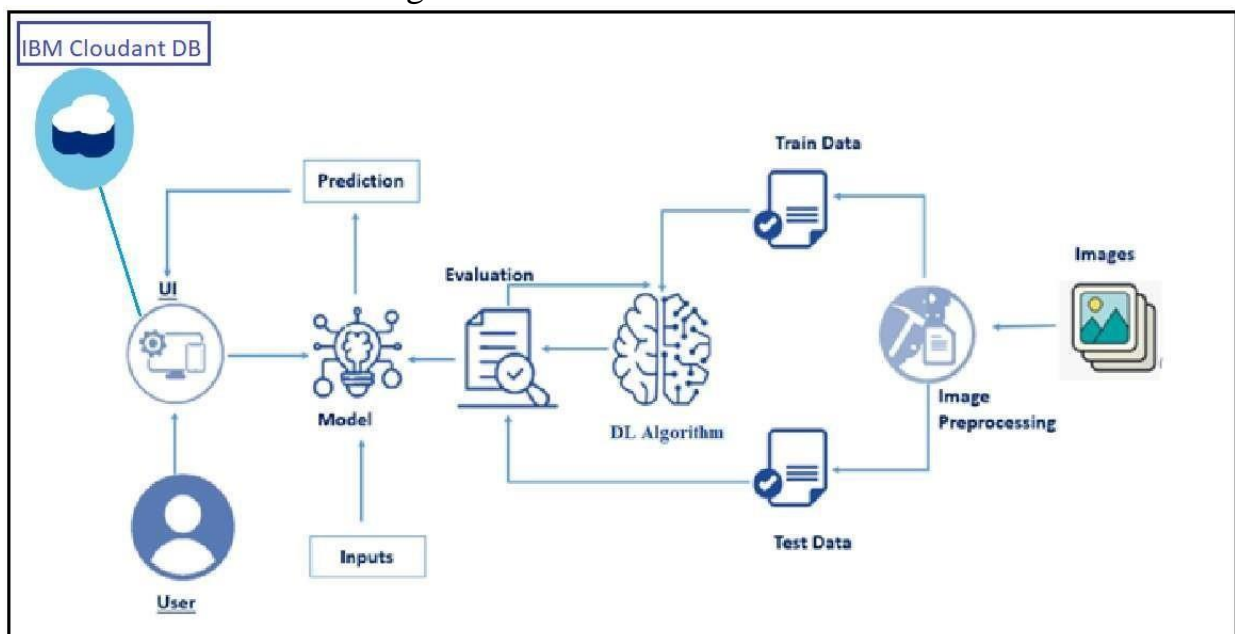 IBM Cloudant DB
Train Data
Prediction
Images
Evaluation
UI
Image
Preprocessing
Model
DL Algorithm
Test Data
Inputs
User